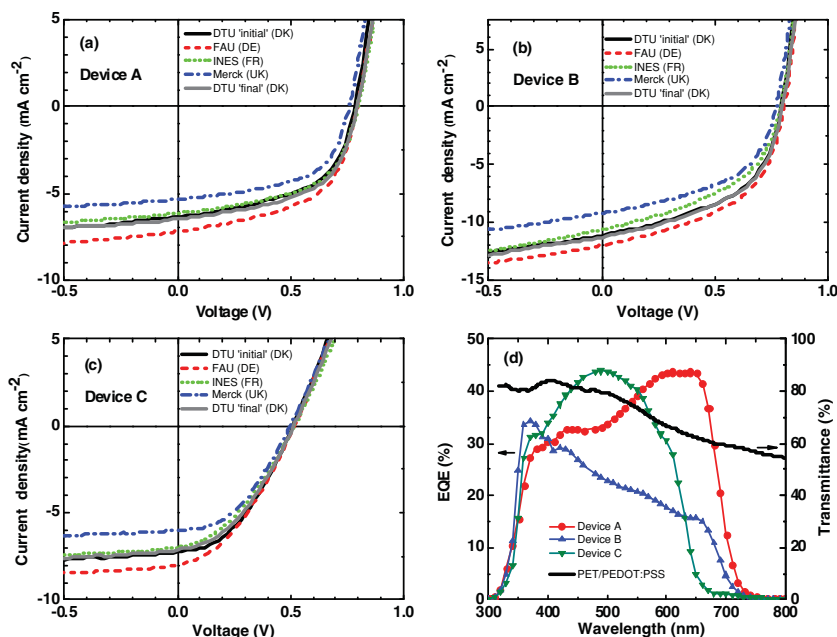 (a)
Device A
DTU 'initial' (DK)
FAU (DE)
INES (FR)
Merck (UK)
DTU 'final' (DK)
Current density (mA cm⁻²)
5
0
-5
-10
-0.5
0.0
0.5
1.0
Voltage (V)
(b)
Device B
DTU 'initial' (DK)
FAU (DE)
INES (FR)
Merck (UK)
DTU 'final' (DK)
Current density (mA cm⁻²)
5
0
-5
-10
-15
-0.5
0.0
0.5
1.0
Voltage (V)
(c)
Device C
DTU 'initial' (DK)
FAU (DE)
INES (FR)
Merck (UK)
DTU 'final' (DK)
Current density(mA cm⁻²)
5
0
-5
-10
-0.5
0.0
0.5
1.0
Voltage (V)
(d)
EQE (%)
50
45
40
35
30
25
20
15
10
5
0
Device A
Device B
Device C
PET/PEDOT:PSS
100
80
60
40
20
0
Transmittance (%)
300
400
500
600
700
800
Wavelength (nm)